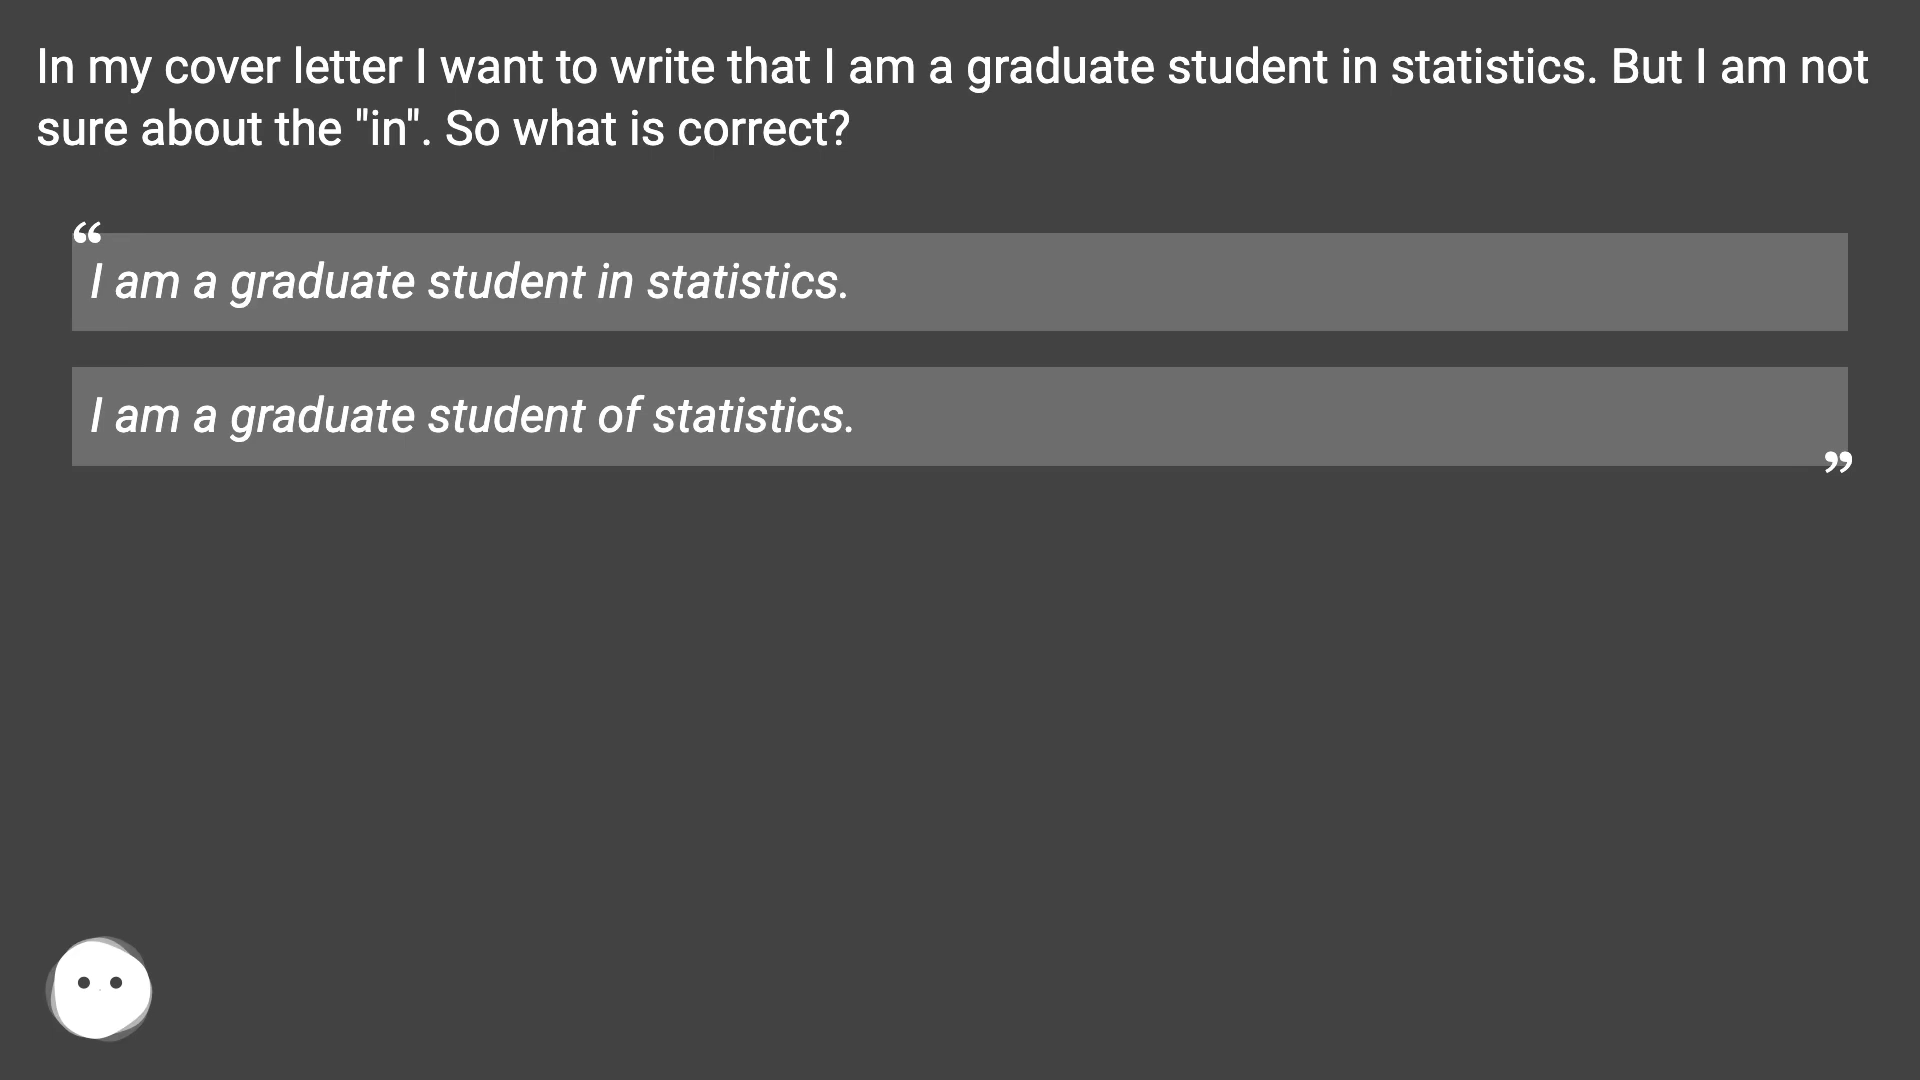 In my cover letter I want to write that I am a graduate student in statistics. But I am not
sure about the "in". So what is correct?
“
I am a graduate student in statistics.
I am a graduate student of statistics.
”